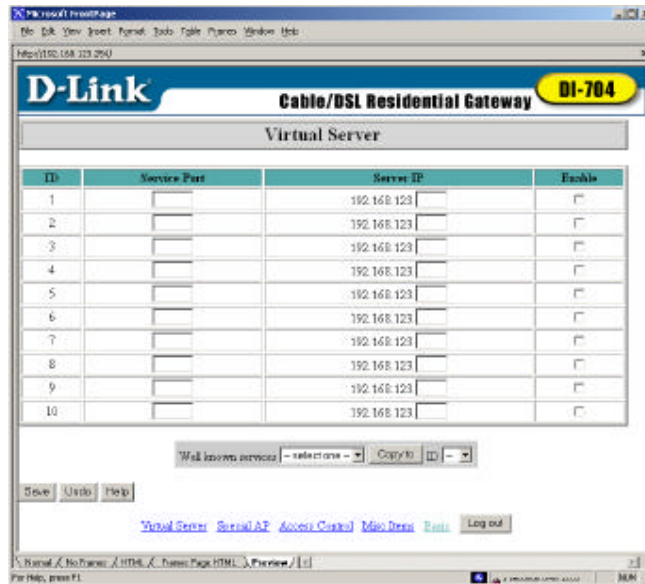 Microsoft FrontPage
File Edit View Insert Format Tools Table Frames Window Help
D-Link
DI-704
Cable/DSL Residential Gateway
Virtual Server
ID Service Port Server IP Enable
1 192.168.123
2 192.168.123
3 192.168.123
4 192.168.123
5 192.168.123
6 192.168.123
7 192.168.123
8 192.168.123
9 192.168.123
10 192.168.123
Well known services -- select one -- Copy to ID --
Save Undo Help
Virtual Server Special AP Access Control Misc Items Basic Log out
Normal No Frames HTML Frames Page HTML Preview
For Help, press F1 NUM